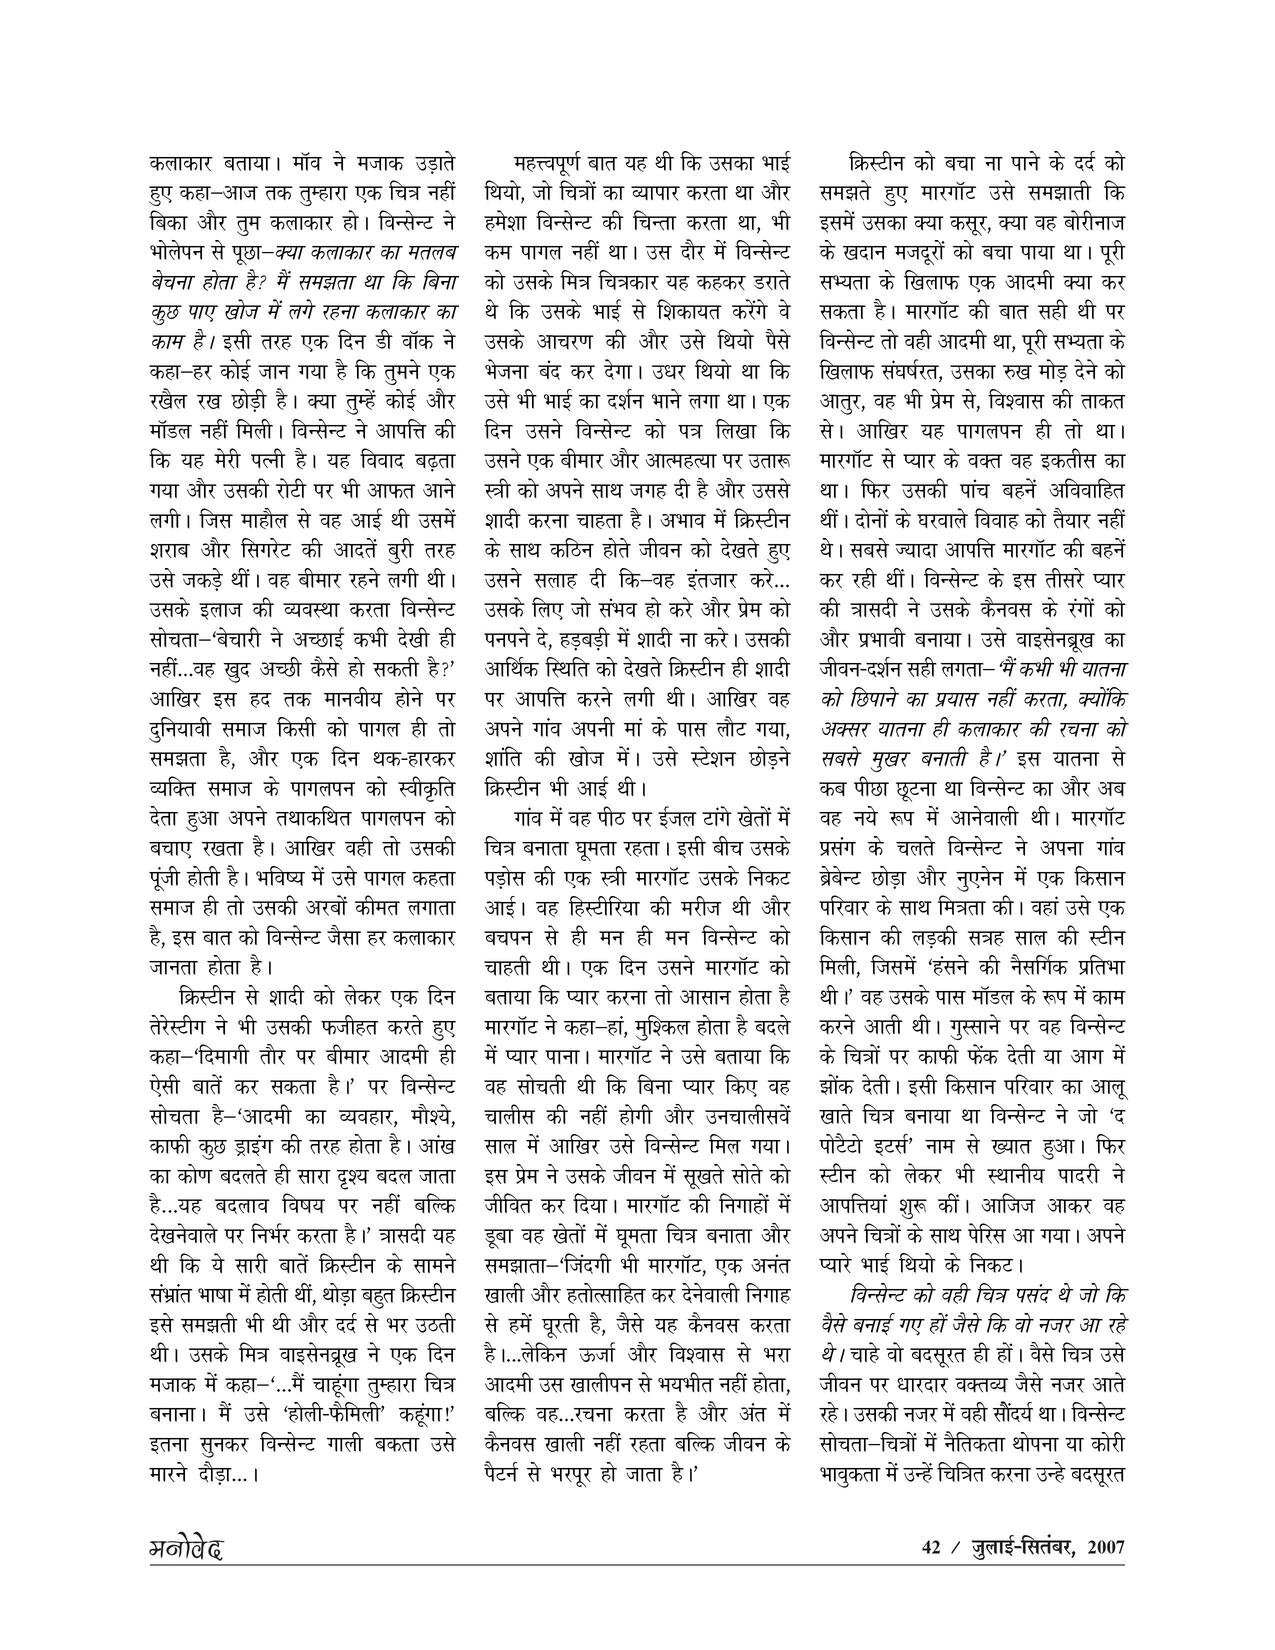 कलाकार बताया। मॉव ने मजाक उड़ाते
हुए कहा–आज तक तुम्हारा एक चित्र नहीं
बिका और तुम कलाकार हो। विन्सेन्ट ने
भोलेपन से पूछा–क्या कलाकार का मतलब
बेचना होता है? मैं समझता था कि बिना
कुछ पाए खोज में लगे रहना कलाकार का
काम है। इसी तरह एक दिन डी वॉक ने
कहा–हर कोई जान गया है कि तुमने एक
रखैल रख छोड़ी है। क्या तुम्हें कोई और
मॉडल नहीं मिली। विन्सेन्ट ने आपत्ति की
कि यह मेरी पत्नी है। यह विवाद बढ़ता
गया और उसकी रोटी पर भी आफत आने
लगी। जिस माहौल से वह आई थी उसमें
शराब और सिगरेट की आदतें बुरी तरह
उसे जकड़े थीं। वह बीमार रहने लगी थी।
उसके इलाज की व्यवस्था करता विन्सेन्ट
सोचता–‘बेचारी ने अच्छाई कभी देखी ही
नहीं...वह खुद अच्छी कैसे हो सकती है?’
आखिर इस हद तक मानवीय होने पर
दुनियावी समाज किसी को पागल ही तो
समझता है, और एक दिन थक-हारकर
व्यक्ति समाज के पागलपन को स्वीकृति
देता हुआ अपने तथाकथित पागलपन को
बचाए रखता है। आखिर वही तो उसकी
पूंजी होती है। भविष्य में उसे पागल कहता
समाज ही तो उसकी अरबों कीमत लगाता
है, इस बात को विन्सेन्ट जैसा हर कलाकार
जानता होता है।
क्रिस्टीन से शादी को लेकर एक दिन
तेरेस्टीग ने भी उसकी फजीहत करते हुए
कहा–‘दिमागी तौर पर बीमार आदमी ही
ऐसी बातें कर सकता है।’ पर विन्सेन्ट
सोचता है–‘आदमी का व्यवहार, मौश्ये,
काफी कुछ ड्राइंग की तरह होता है। आंख
का कोण बदलते ही सारा दृश्य बदल जाता
है...यह बदलाव विषय पर नहीं बल्कि
देखनेवाले पर निर्भर करता है।’ त्रासदी यह
थी कि ये सारी बातें क्रिस्टीन के सामने
संभ्रांत भाषा में होती थीं, थोड़ा बहुत क्रिस्टीन
इसे समझती भी थी और दर्द से भर उठती
थी। उसके मित्र वाइसेनब्रूख ने एक दिन
मजाक में कहा–‘...मैं चाहूंगा तुम्हारा चित्र
बनाना। मैं उसे ‘होली-फैमिली’ कहूंगा!’
इतना सुनकर विन्सेन्ट गाली बकता उसे
मारने दौड़ा...।
महत्त्वपूर्ण बात यह थी कि उसका भाई
थियो, जो चित्रों का व्यापार करता था और
हमेशा विन्सेन्ट की चिन्ता करता था, भी
कम पागल नहीं था। उस दौर में विन्सेन्ट
को उसके मित्र चित्रकार यह कहकर डराते
थे कि उसके भाई से शिकायत करेंगे वे
उसके आचरण की और उसे थियो पैसे
भेजना बंद कर देगा। उधर थियो था कि
उसे भी भाई का दर्शन भाने लगा था। एक
दिन उसने विन्सेन्ट को पत्र लिखा कि
उसने एक बीमार और आत्महत्या पर उतारू
स्त्री को अपने साथ जगह दी है और उससे
शादी करना चाहता है। अभाव में क्रिस्टीन
के साथ कठिन होते जीवन को देखते हुए
उसने सलाह दी कि–वह इंतजार करे...
उसके लिए जो संभव हो करे और प्रेम को
पनपने दे, हड़बड़ी में शादी ना करे। उसकी
आर्थिक स्थिति को देखते क्रिस्टीन ही शादी
पर आपत्ति करने लगी थी। आखिर वह
अपने गांव अपनी मां के पास लौट गया,
शांति की खोज में। उसे स्टेशन छोड़ने
क्रिस्टीन भी आई थी।
गांव में वह पीठ पर ईजल टांगे खेतों में
चित्र बनाता घूमता रहता। इसी बीच उसके
पड़ोस की एक स्त्री मारगॉट उसके निकट
आई। वह हिस्टीरिया की मरीज थी और
बचपन से ही मन ही मन विन्सेन्ट को
चाहती थी। एक दिन उसने मारगॉट को
बताया कि प्यार करना तो आसान होता है
मारगॉट ने कहा–हां, मुश्किल होता है बदले
में प्यार पाना। मारगॉट ने उसे बताया कि
वह सोचती थी कि बिना प्यार किए वह
चालीस की नहीं होगी और उनचालीसवें
साल में आखिर उसे विन्सेन्ट मिल गया।
इस प्रेम ने उसके जीवन में सूखते सोते को
जीवित कर दिया। मारगॉट की निगाहों में
डूबा वह खेतों में घूमता चित्र बनाता और
समझाता–‘जिंदगी भी मारगॉट, एक अनंत
खाली और हतोत्साहित कर देनेवाली निगाह
से हमें घूरती है, जैसे यह कैनवस करता
है।...लेकिन ऊर्जा और विश्वास से भरा
आदमी उस खालीपन से भयभीत नहीं होता,
बल्कि वह...रचना करता है और अंत में
कैनवस खाली नहीं रहता बल्कि जीवन के
पैटर्न से भरपूर हो जाता है।’
क्रिस्टीन को बचा ना पाने के दर्द को
समझते हुए मारगॉट उसे समझाती कि
इसमें उसका क्या कसूर, क्या वह बोरीनाज
के खदान मजदूरों को बचा पाया था। पूरी
सभ्यता के खिलाफ एक आदमी क्या कर
सकता है। मारगॉट की बात सही थी पर
विन्सेन्ट तो वही आदमी था, पूरी सभ्यता के
खिलाफ संघर्षरत, उसका रुख मोड़ देने को
आतुर, वह भी प्रेम से, विश्वास की ताकत
से। आखिर यह पागलपन ही तो था।
मारगॉट से प्यार के वक्त वह इकतीस का
था। फिर उसकी पांच बहनें अविवाहित
थीं। दोनों के घरवाले विवाह को तैयार नहीं
थे। सबसे ज्यादा आपत्ति मारगॉट की बहनें
कर रही थीं। विन्सेन्ट के इस तीसरे प्यार
की त्रासदी ने उसके कैनवस के रंगों को
और प्रभावी बनाया। उसे वाइसेनब्रूख का
जीवन-दर्शन सही लगता–‘मैं कभी भी यातना
को छिपाने का प्रयास नहीं करता, क्योंकि
अक्सर यातना ही कलाकार की रचना को
सबसे मुखर बनाती है।’ इस यातना से
कब पीछा छूटना था विन्सेन्ट का और अब
वह नये रूप में आनेवाली थी। मारगॉट
प्रसंग के चलते विन्सेन्ट ने अपना गांव
ब्रेबेन्ट छोड़ा और नुएनेन में एक किसान
परिवार के साथ मित्रता की। वहां उसे एक
किसान की लड़की सत्रह साल की स्टीन
मिली, जिसमें ‘हंसने की नैसर्गिक प्रतिभा
थी।’ वह उसके पास मॉडल के रूप में काम
करने आती थी। गुस्साने पर वह विन्सेन्ट
के चित्रों पर काफी फेंक देती या आग में
झोंक देती। इसी किसान परिवार का आलू
खाते चित्र बनाया था विन्सेन्ट ने जो ‘द
पोटैटो इटर्स’ नाम से ख्यात हुआ। फिर
स्टीन को लेकर भी स्थानीय पादरी ने
आपत्तियां शुरू कीं। आजिज आकर वह
अपने चित्रों के साथ पेरिस आ गया। अपने
प्यारे भाई थियो के निकट।
विन्सेन्ट को वही चित्र पसंद थे जो कि
वैसे बनाई गए हों जैसे कि वो नजर आ रहे
थे। चाहे वो बदसूरत ही हों। वैसे चित्र उसे
जीवन पर धारदार वक्तव्य जैसे नजर आते
रहे। उसकी नजर में वही सौंदर्य था। विन्सेन्ट
सोचता–चित्रों में नैतिकता थोपना या कोरी
भावुकता में उन्हें चित्रित करना उन्हे बदसूरत
मनोवेद
42 / जुलाई-सितंबर, 2007